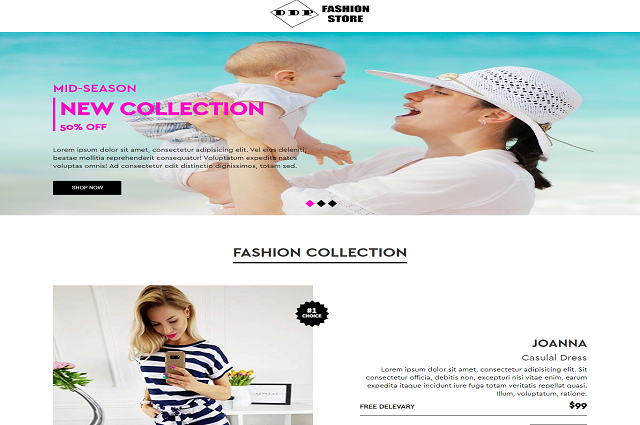 DDP
FASHION
STORE
MID-SEASON
NEW COLLECTION
50% OFF
Lorem ipsum dolor sit amet, consectetur adipisicing elit. Vel eius deleniti,
beatae mollitia reprehenderit consequatur! Voluptatum expedita natus
voluptas omnis! Ad consectetur odit distinctio dignissimos, totam sed.
SHOP NOW
FASHION COLLECTION
#1
CHOICE
JOANNA
Casulal Dress
Lorem ipsum dolor sit amet, consectetur adipisicing elit. Sit
consectetur officia, debitis non, excepturi nisi vitae enim, earum
expedita itaque incidunt iure fuga totam veritatis repellat quasi.
Illum, voluptatum, ratione.
FREE DELEVARY
$99